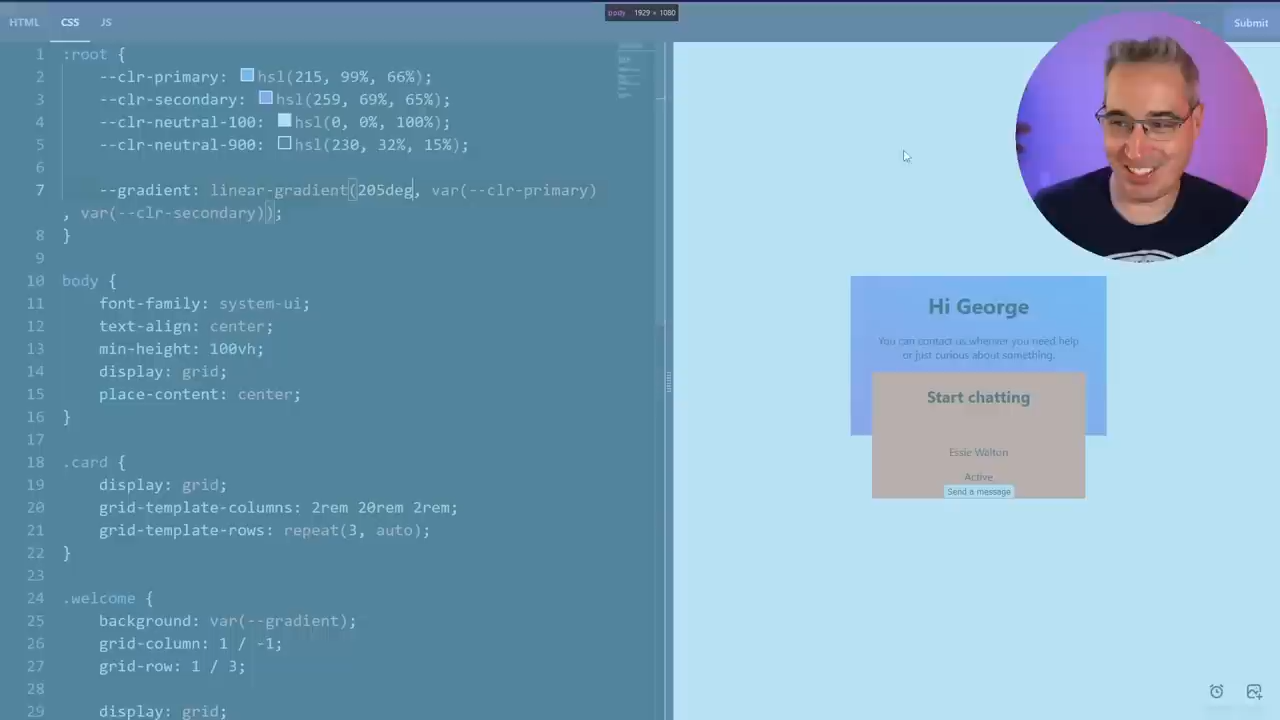 HTML CSS JS
body 1929 × 1080
Submit
1 :root {
2 --clr-primary: hsl(215, 99%, 66%);
3 --clr-secondary: hsl(259, 69%, 65%);
4 --clr-neutral-100: hsl(0, 0%, 100%);
5 --clr-neutral-900: hsl(230, 32%, 15%);
6
7 --gradient: linear-gradient(205deg, var(--clr-primary)
, var(--clr-secondary));
8 }
9
10 body {
11 font-family: system-ui;
12 text-align: center;
13 min-height: 100vh;
14 display: grid;
15 place-content: center;
16 }
17
18 .card {
19 display: grid;
20 grid-template-columns: 2rem 20rem 2rem;
21 grid-template-rows: repeat(3, auto);
22 }
23
24 .welcome {
25 background: var(--gradient);
26 grid-column: 1 / -1;
27 grid-row: 1 / 3;
28
29 display: grid;
Hi George
You can contact us wherever you need help
or just curious about something.
Start chatting
Essie Walton
Active
Send a message